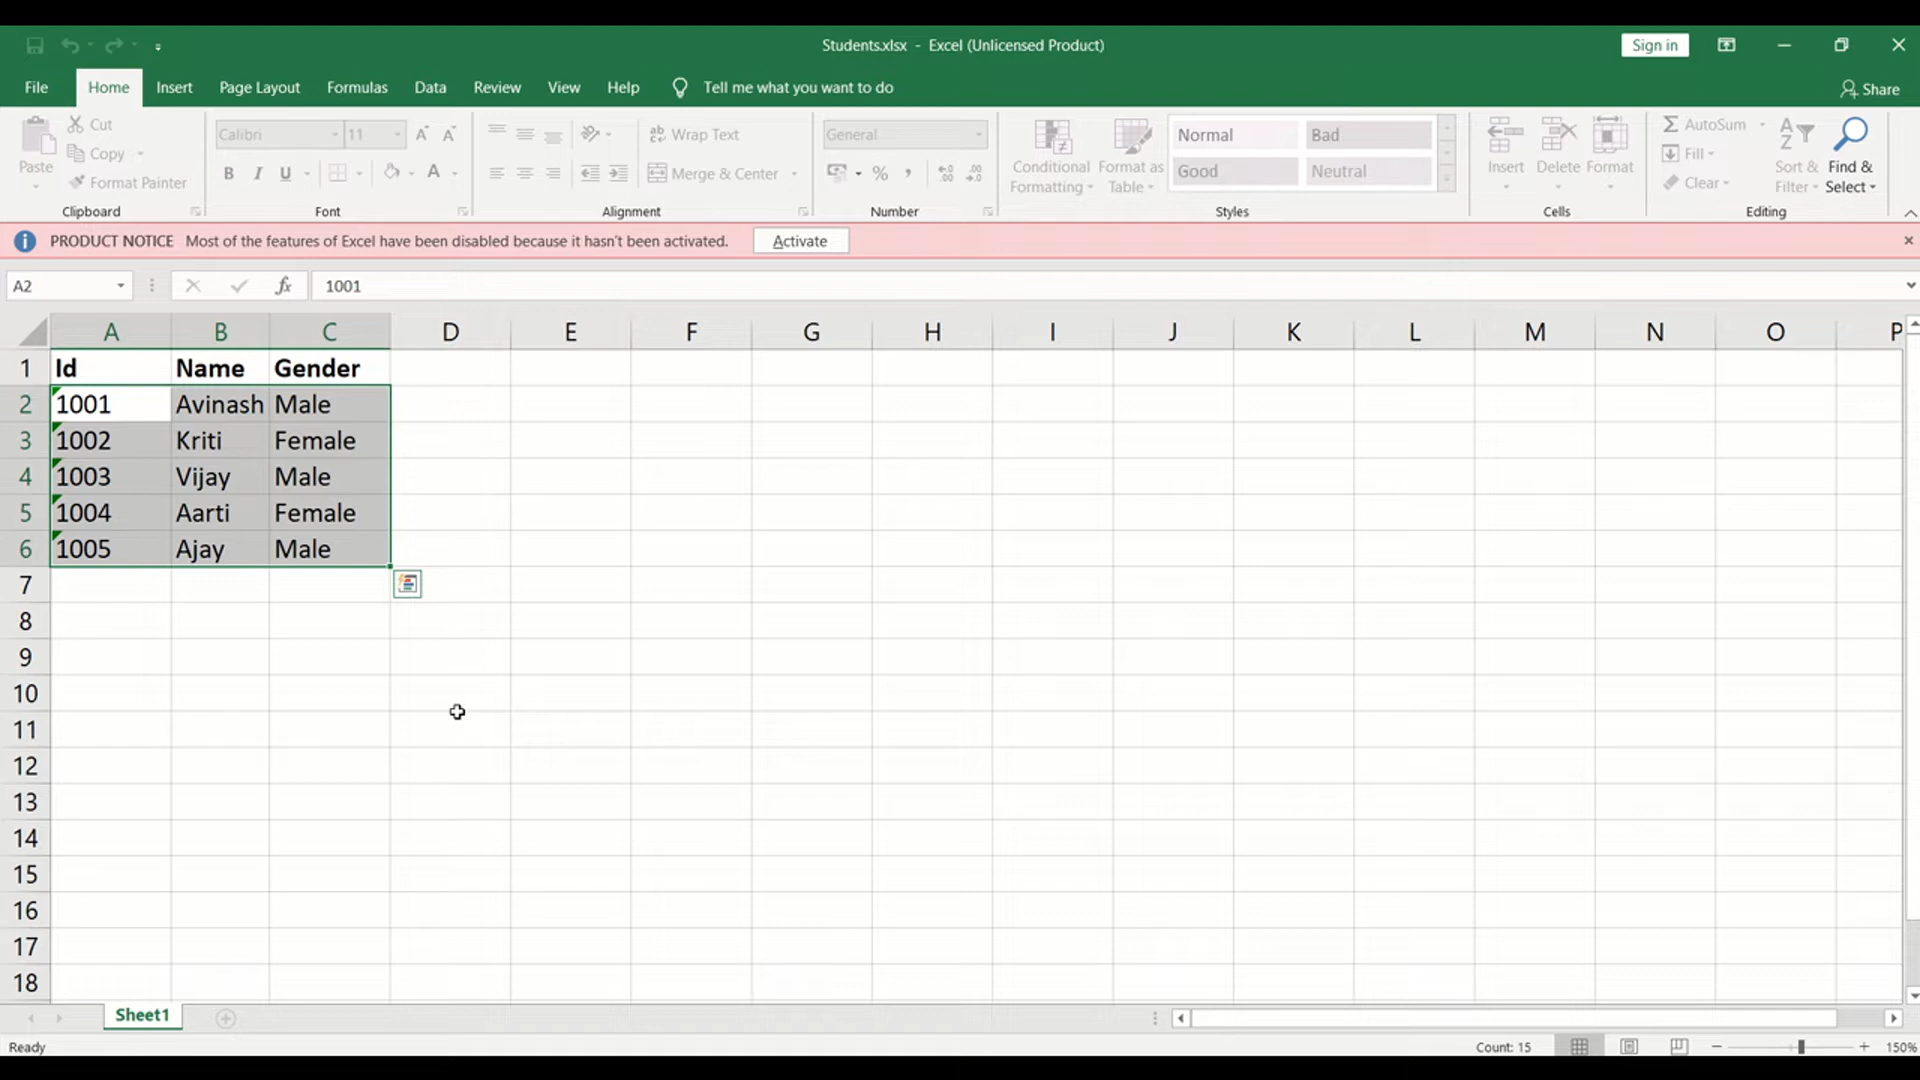 Students.xlsx - Excel (Unlicensed Product)
Sign in
File Home Insert Page Layout Formulas Data Review View Help Tell me what you want to do
Share
Paste
Cut
Copy
Format Painter
Clipboard
Calibri 11
B I U
Font
Wrap Text
Merge & Center
Alignment
General
%
Number
Conditional Formatting
Format as Table
Normal Bad
Good Neutral
Styles
Insert Delete Format
Cells
AutoSum
Fill
Clear
Sort & Filter
Find & Select
Editing
PRODUCT NOTICE Most of the features of Excel have been disabled because it hasn't been activated. Activate
A2 fx 1001
A B C D E F G H I J K L M N O P
1 Id Name Gender
2 1001 Avinash Male
3 1002 Kriti Female
4 1003 Vijay Male
5 1004 Aarti Female
6 1005 Ajay Male
7
8
9
10
11
12
13
14
15
16
17
18
Sheet1
Ready Count: 15 150%